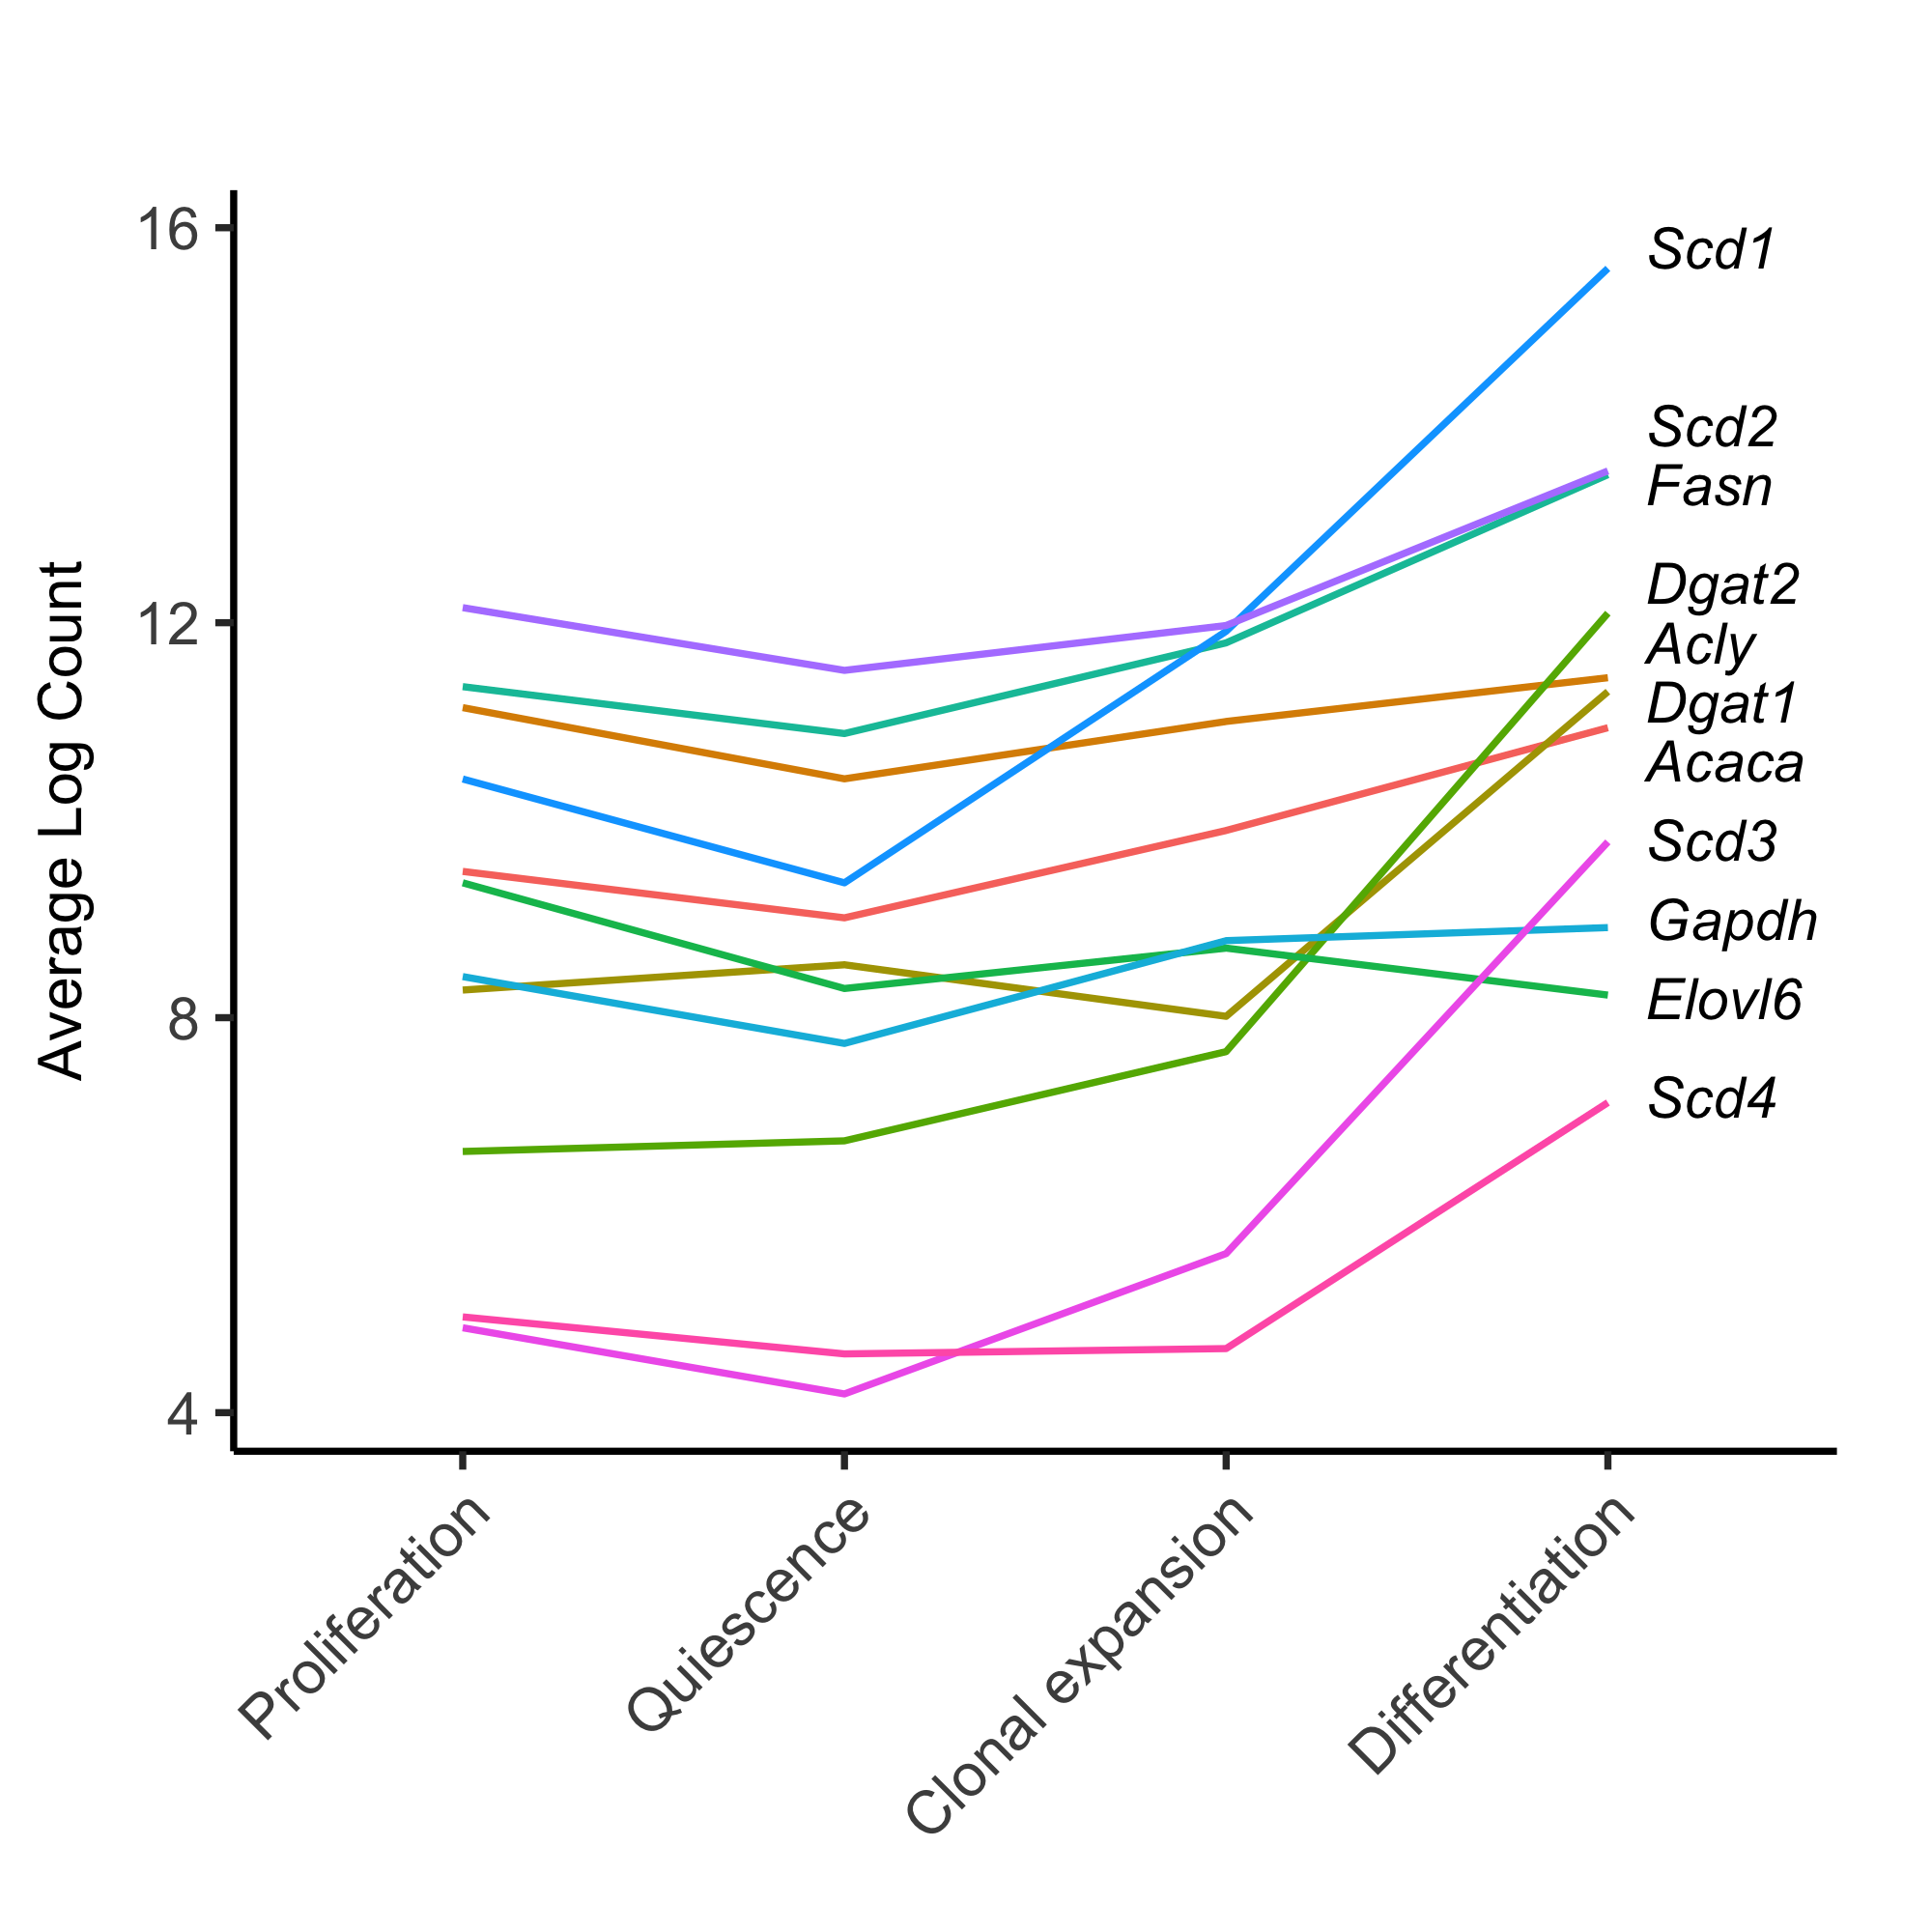 16
12
8
4
Average Log Count
Scd1
Scd2
Fasn
Dgat2
Acly
Dgat1
Acaca
Scd3
Gapdh
Elovl6
Scd4
Proliferation
Quiescence
Clonal expansion
Differentiation